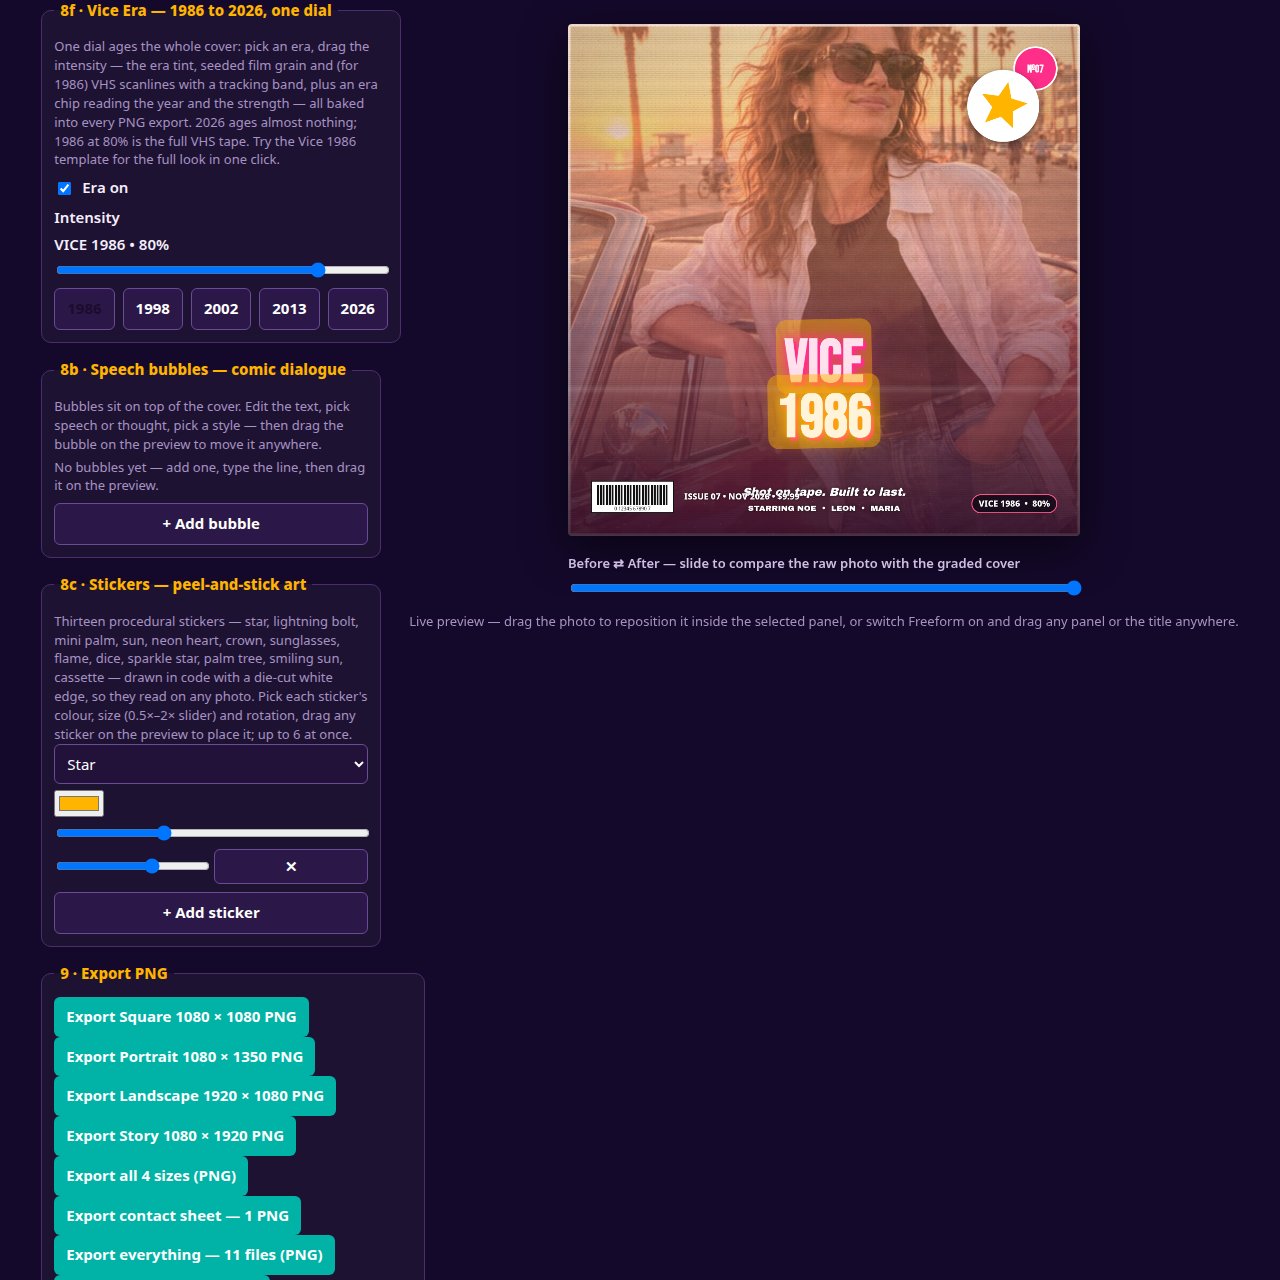 8f · Vice Era — 1986 to 2026, one dial
One dial ages the whole cover: pick an era, drag the
intensity — the era tint, seeded film grain and (for
1986) VHS scanlines with a tracking band, plus an era
chip reading the year and the strength — all baked
into every PNG export. 2026 ages almost nothing;
1986 at 80% is the full VHS tape. Try the Vice 1986
template for the full look in one click.
Era on
Intensity
VICE 1986 • 80%
1986 1998 2002 2013 2026
8b · Speech bubbles — comic dialogue
Bubbles sit on top of the cover. Edit the text, pick
speech or thought, pick a style — then drag the
bubble on the preview to move it anywhere.
No bubbles yet — add one, type the line, then drag
it on the preview.
+ Add bubble
8c · Stickers — peel-and-stick art
Thirteen procedural stickers — star, lightning bolt,
mini palm, sun, neon heart, crown, sunglasses,
flame, dice, sparkle star, palm tree, smiling sun,
cassette — drawn in code with a die-cut white
edge, so they read on any photo. Pick each sticker's
colour, size (0.5×–2× slider) and rotation, drag any
sticker on the preview to place it; up to 6 at once.
Star
✕
+ Add sticker
9 · Export PNG
Export Square 1080 × 1080 PNG
Export Portrait 1080 × 1350 PNG
Export Landscape 1920 × 1080 PNG
Export Story 1080 × 1920 PNG
Export all 4 sizes (PNG)
Export contact sheet — 1 PNG
Export everything — 11 files (PNG)
№07
VICE
1986
Shot on tape. Built to last.
ISSUE 07 • NOV 2026 • $9.99
STARRING NOE • LEON • MARIA
VICE 1986 • 80%
Before ⇄ After — slide to compare the raw photo with the graded cover
Live preview — drag the photo to reposition it inside the selected panel, or switch Freeform on and drag any panel or the title anywhere.